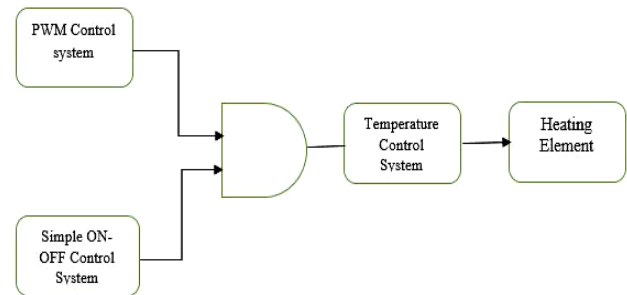 PWM Control
system
Temperature
Control
System
Heating
Element
Simple ON-
OFF Control
System